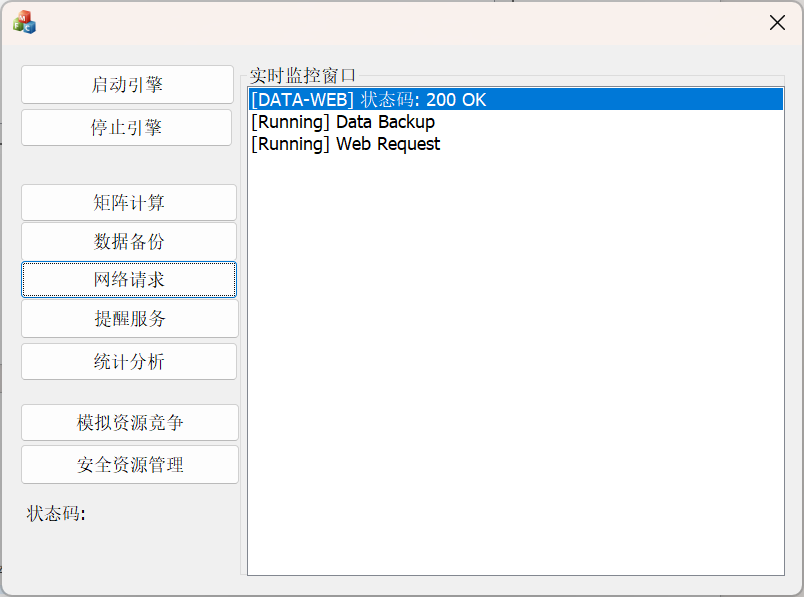 启动引擎
停止引擎
矩阵计算
数据备份
网络请求
提醒服务
统计分析
模拟资源竞争
安全资源管理
状态码:
实时监控窗口
[DATA-WEB] 状态码: 200 OK
[Running] Data Backup
[Running] Web Request